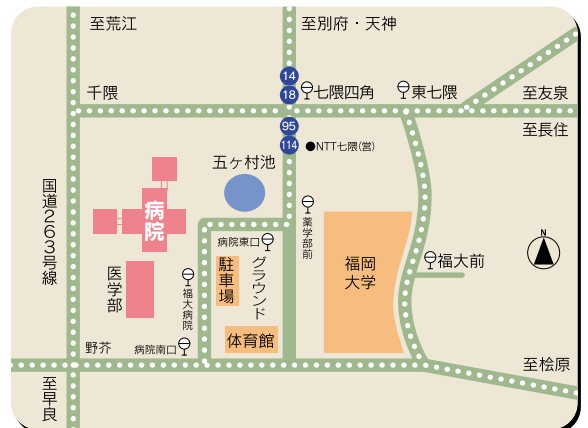 至荒江
至別府・天神
14
18
七隈四角
東七隈
千隈
至友泉
至長住
95
114
●NTT七隈(営)
五ヶ村池
国道263号線
病院
薬学部前
N
病院東口
福岡
大学
福大前
医学部
福大病院
駐車場
グラウンド
体育館
野芥
病院南口
至桧原
至早良